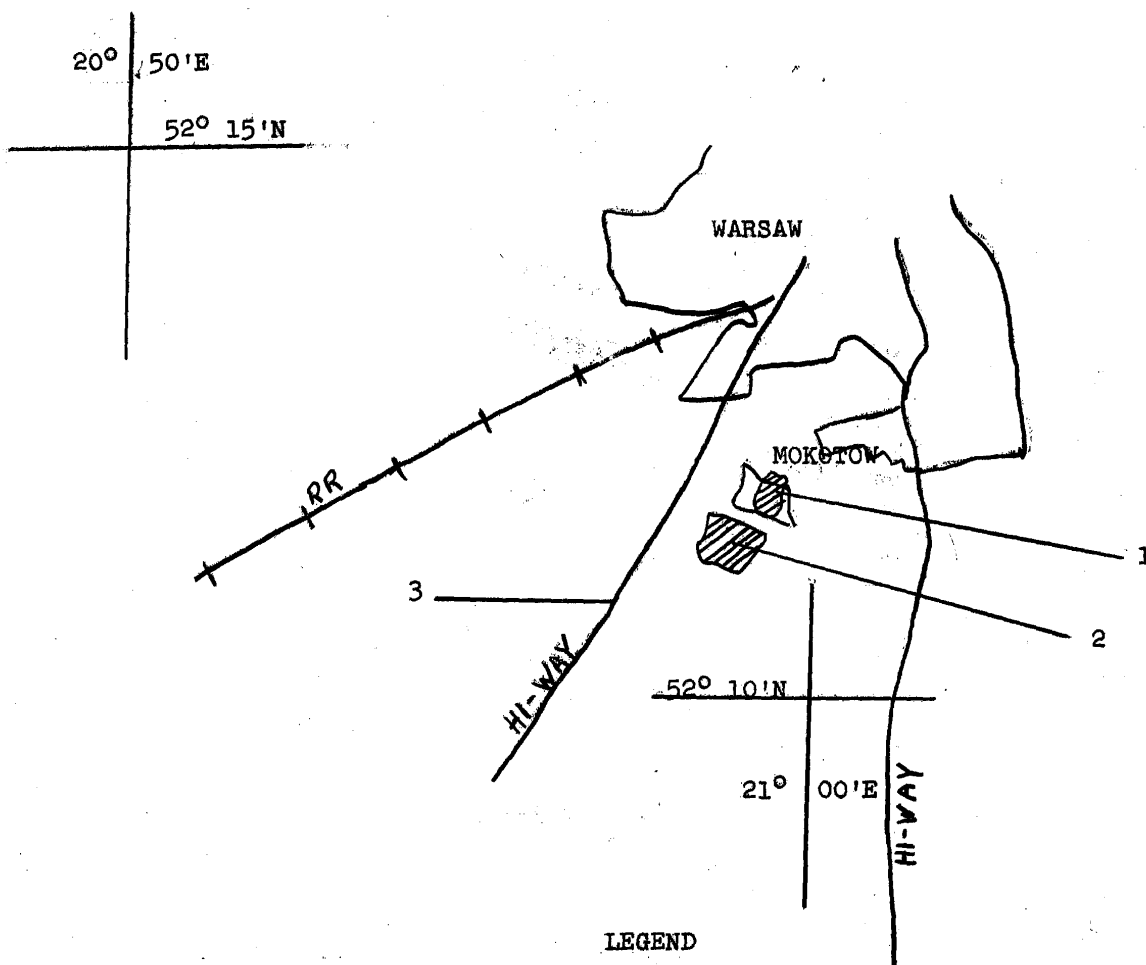 20° 50'E
52° 15'N
WARSAW
MOKOTOW
RR
1
3
2
HI-WAY
52° 10'N
21° 00'E
HI-WAY
LEGEND